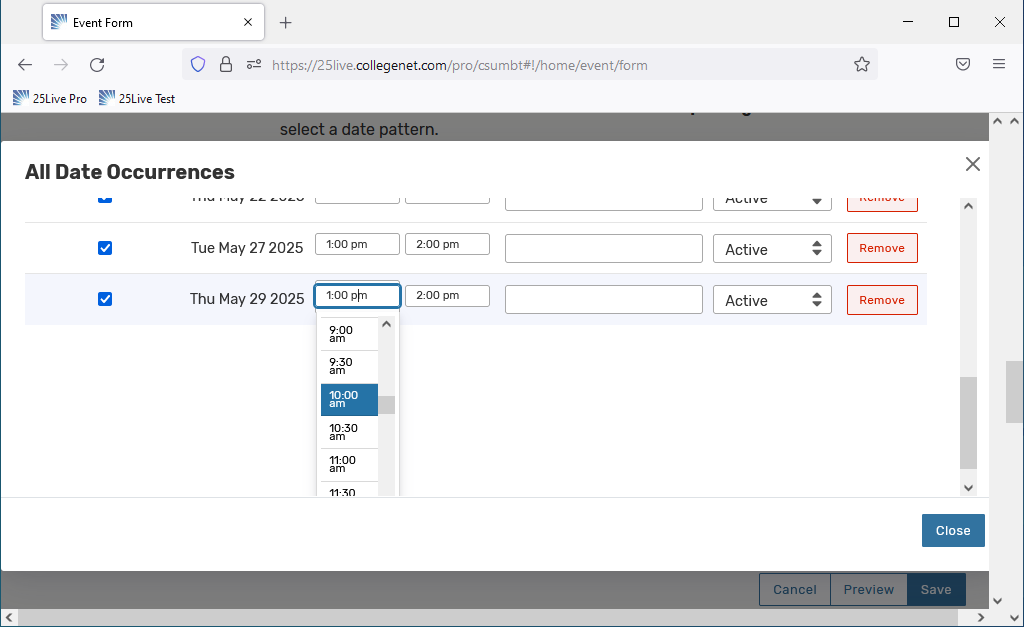 Event Form
https://25live.collegenet.com/pro/csumbt#!/home/event/form
25Live Pro 25Live Test
select a date pattern.
All Date Occurrences
Thu May 22 2025 Active Remove
Tue May 27 2025 1:00 pm 2:00 pm Active Remove
Thu May 29 2025 1:00 pm 2:00 pm Active Remove
9:00
am
9:30
am
10:00
am
10:30
am
11:00
am
11:30
Close
Cancel Preview Save